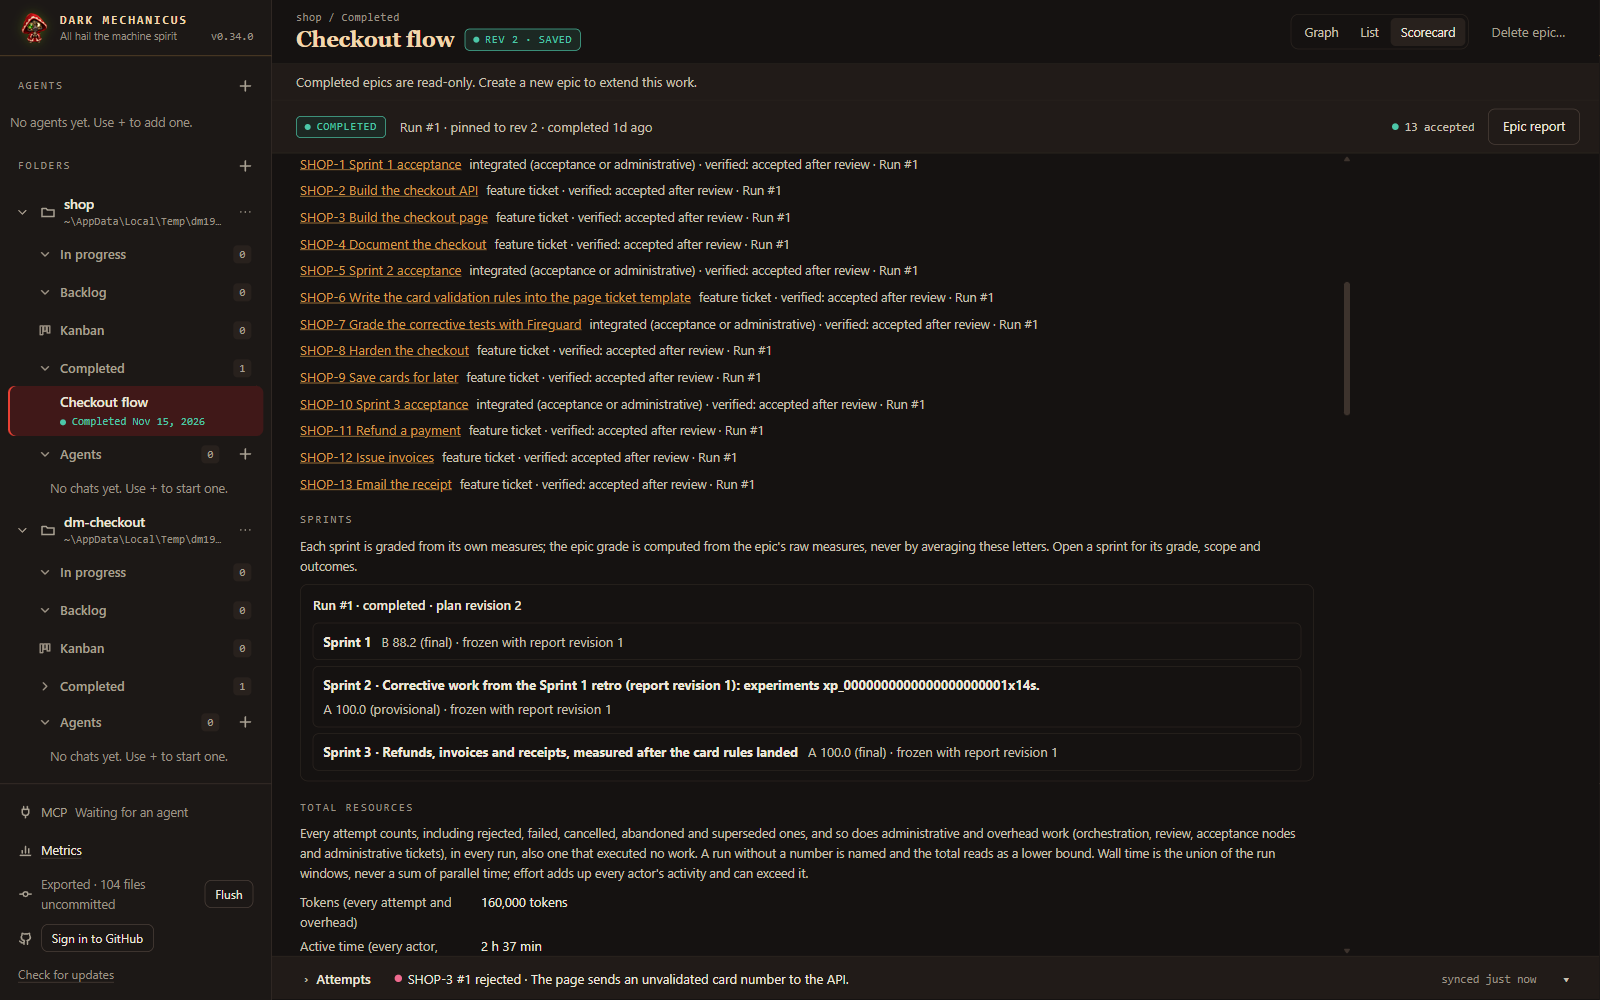 DARK MECHANICUS
All hail the machine spirit
v0.34.0
AGENTS
No agents yet. Use + to add one.
FOLDERS
shop
~\AppData\Local\Temp\dm19…
In progress 0
Backlog 0
Kanban 0
Completed 1
Checkout flow
Completed Nov 15, 2026
Agents 0
No chats yet. Use + to start one.
dm-checkout
~\AppData\Local\Temp\dm19…
In progress 0
Backlog 0
Kanban 0
Completed 1
Agents 0
No chats yet. Use + to start one.
MCP Waiting for an agent
Metrics
Exported · 104 files
uncommitted
Flush
Sign in to GitHub
Check for updates
shop / Completed
Checkout flow
REV 2 · SAVED
Graph
List
Scorecard
Delete epic…
Completed epics are read-only. Create a new epic to extend this work.
COMPLETED
Run #1 · pinned to rev 2 · completed 1d ago
13 accepted
Epic report
SHOP-1 Sprint 1 acceptance integrated (acceptance or administrative) · verified: accepted after review · Run #1
SHOP-2 Build the checkout API feature ticket · verified: accepted after review · Run #1
SHOP-3 Build the checkout page feature ticket · verified: accepted after review · Run #1
SHOP-4 Document the checkout feature ticket · verified: accepted after review · Run #1
SHOP-5 Sprint 2 acceptance integrated (acceptance or administrative) · verified: accepted after review · Run #1
SHOP-6 Write the card validation rules into the page ticket template feature ticket · verified: accepted after review · Run #1
SHOP-7 Grade the corrective tests with Fireguard integrated (acceptance or administrative) · verified: accepted after review · Run #1
SHOP-8 Harden the checkout feature ticket · verified: accepted after review · Run #1
SHOP-9 Save cards for later feature ticket · verified: accepted after review · Run #1
SHOP-10 Sprint 3 acceptance integrated (acceptance or administrative) · verified: accepted after review · Run #1
SHOP-11 Refund a payment feature ticket · verified: accepted after review · Run #1
SHOP-12 Issue invoices feature ticket · verified: accepted after review · Run #1
SHOP-13 Email the receipt feature ticket · verified: accepted after review · Run #1
SPRINTS
Each sprint is graded from its own measures; the epic grade is computed from the epic's raw measures, never by averaging these letters. Open a sprint for its grade, scope and
outcomes.
Run #1 · completed · plan revision 2
Sprint 1 B 88.2 (final) · frozen with report revision 1
Sprint 2 · Corrective work from the Sprint 1 retro (report revision 1): experiments xp_0000000000000000000001x14s.
A 100.0 (provisional) · frozen with report revision 1
Sprint 3 · Refunds, invoices and receipts, measured after the card rules landed A 100.0 (final) · frozen with report revision 1
TOTAL RESOURCES
Every attempt counts, including rejected, failed, cancelled, abandoned and superseded ones, and so does administrative and overhead work (orchestration, review, acceptance nodes
and administrative tickets), in every run, also one that executed no work. A run without a number is named and the total reads as a lower bound. Wall time is the union of the run
windows, never a sum of parallel time; effort adds up every actor's activity and can exceed it.
Tokens (every attempt and
overhead)
160,000 tokens
Active time (every actor,
2 h 37 min
Attempts
SHOP-3 #1 rejected · The page sends an unvalidated card number to the API.
synced just now